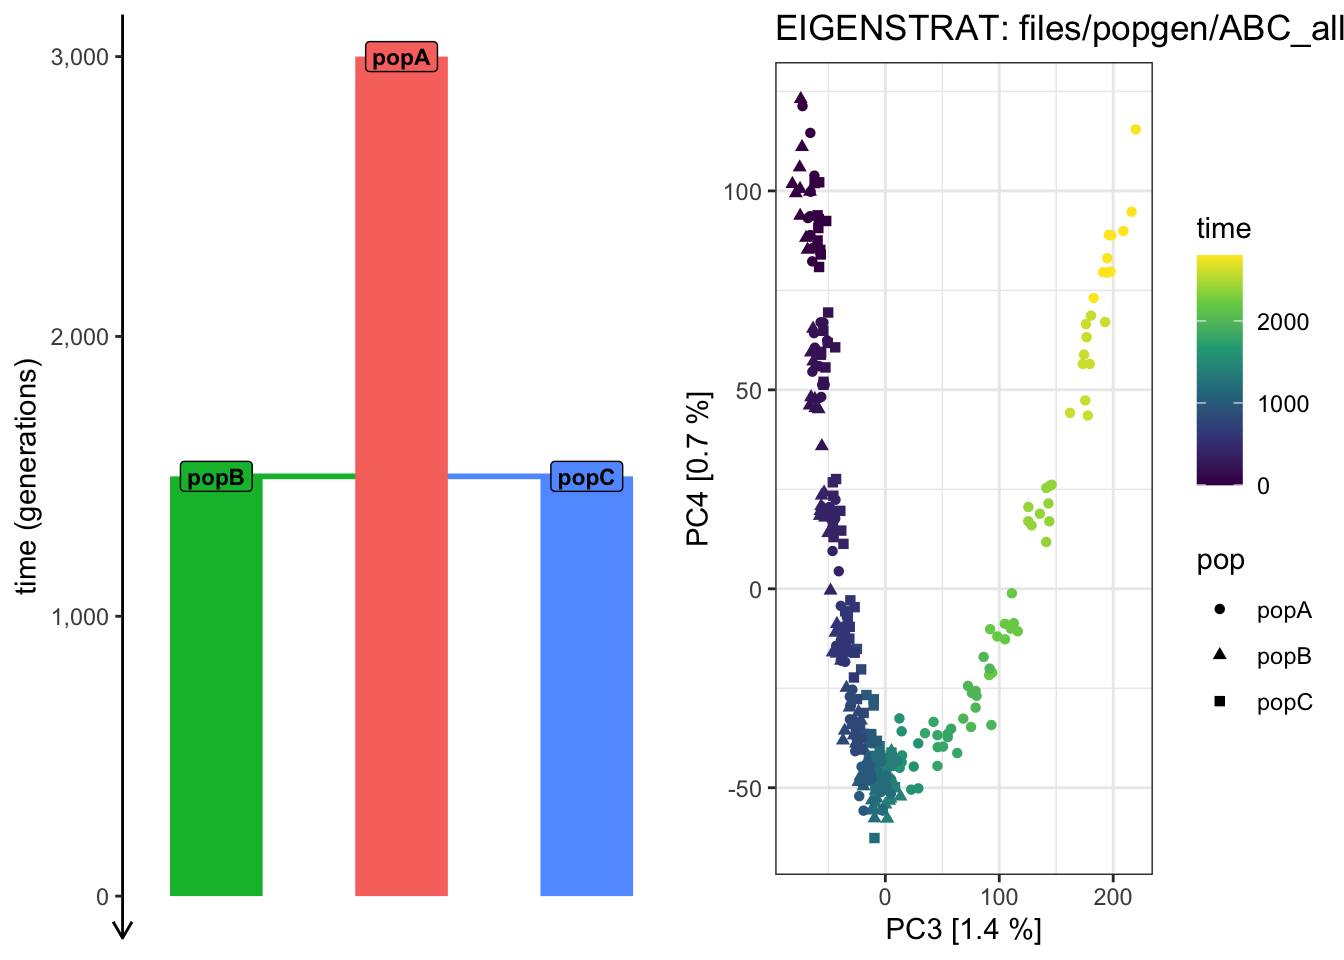 time (generations)
3,000
2,000
1,000
0
popA
popB
popC
EIGENSTRAT: files/popgen/ABC_all
PC4 [0.7 %]
100
50
0
-50
0
100
200
PC3 [1.4 %]
time
2000
1000
0
pop
popA
popB
popC